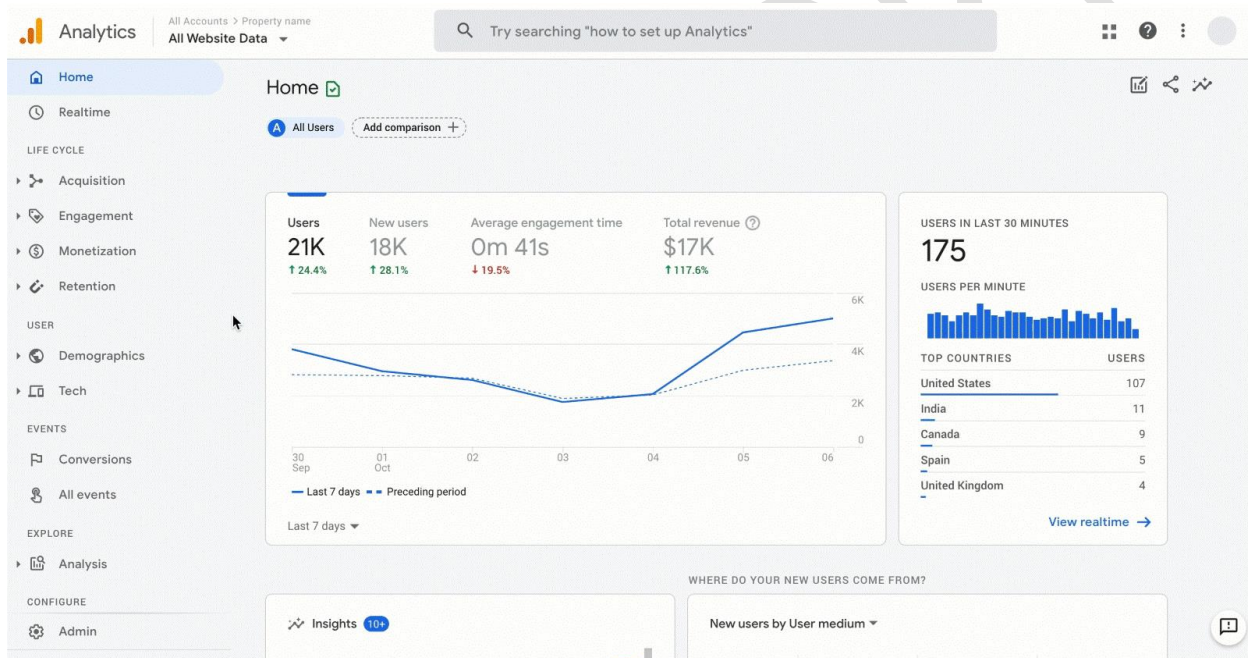 Analytics
All Accounts > Property name
All Website Data
Try searching "how to set up Analytics"
Home
Realtime
LIFE CYCLE
Acquisition
Engagement
Monetization
Retention
USER
Demographics
Tech
EVENTS
Conversions
All events
EXPLORE
Analysis
CONFIGURE
Admin
Home
A All Users
Add comparison +
Users
21K
↑ 24.4%
New users
18K
↑ 28.1%
Average engagement time
0m 41s
↓ 19.5%
Total revenue
$17K
↑ 117.6%
6K
4K
2K
0
30 Sep
01 Oct
02
03
04
05
06
Last 7 days
Preceding period
Last 7 days
USERS IN LAST 30 MINUTES
175
USERS PER MINUTE
TOP COUNTRIES USERS
United States 107
India 11
Canada 9
Spain 5
United Kingdom 4
View realtime →
Insights 10+
WHERE DO YOUR NEW USERS COME FROM?
New users by User medium